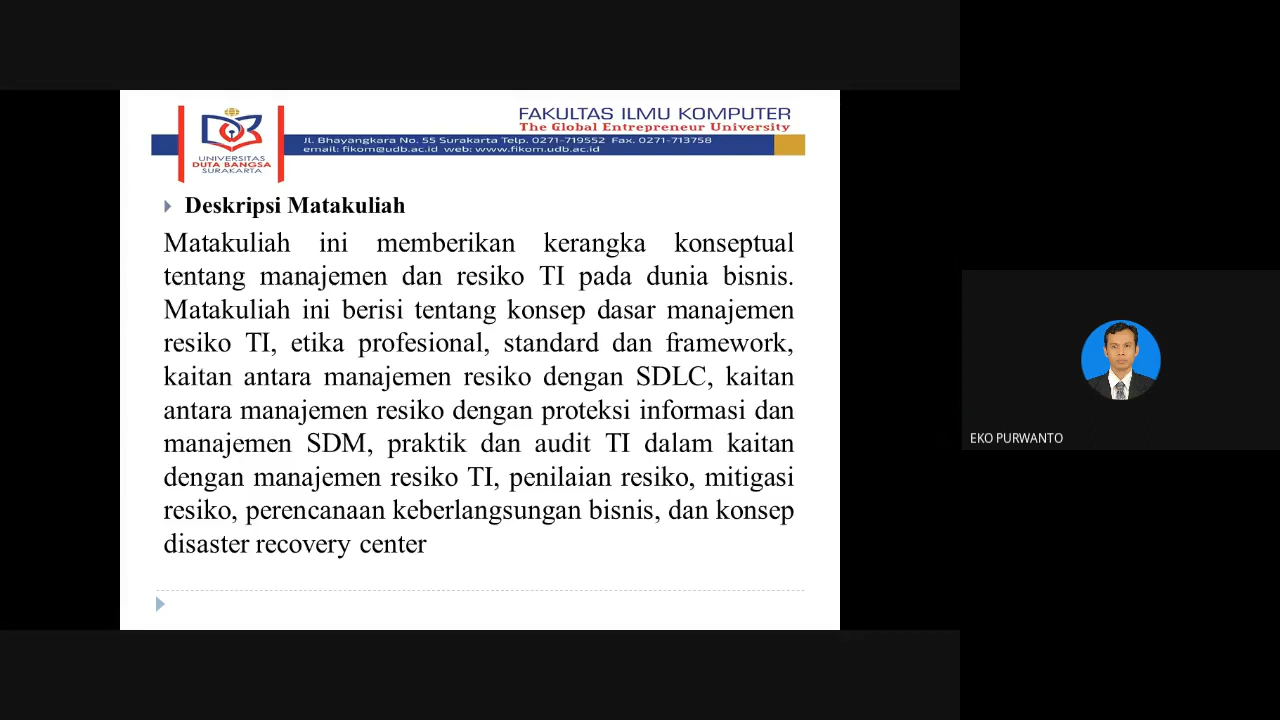 FAKULTAS ILMU KOMPUTER
The Global Entrepreneur University
Jl. Bhayangkara No. 55 Surakarta Telp. 0271-719552 Fax. 0271-713758
email: fikom@udb.ac.id web: www.fikom.udb.ac.id
UNIVERSITAS
DUTA BANGSA
SURAKARTA
Deskripsi Matakuliah
Matakuliah ini memberikan kerangka konseptual
tentang manajemen dan resiko TI pada dunia bisnis.
Matakuliah ini berisi tentang konsep dasar manajemen
resiko TI, etika profesional, standard dan framework,
kaitan antara manajemen resiko dengan SDLC, kaitan
antara manajemen resiko dengan proteksi informasi dan
manajemen SDM, praktik dan audit TI dalam kaitan
dengan manajemen resiko TI, penilaian resiko, mitigasi
resiko, perencanaan keberlangsungan bisnis, dan konsep
disaster recovery center
EKO PURWANTO